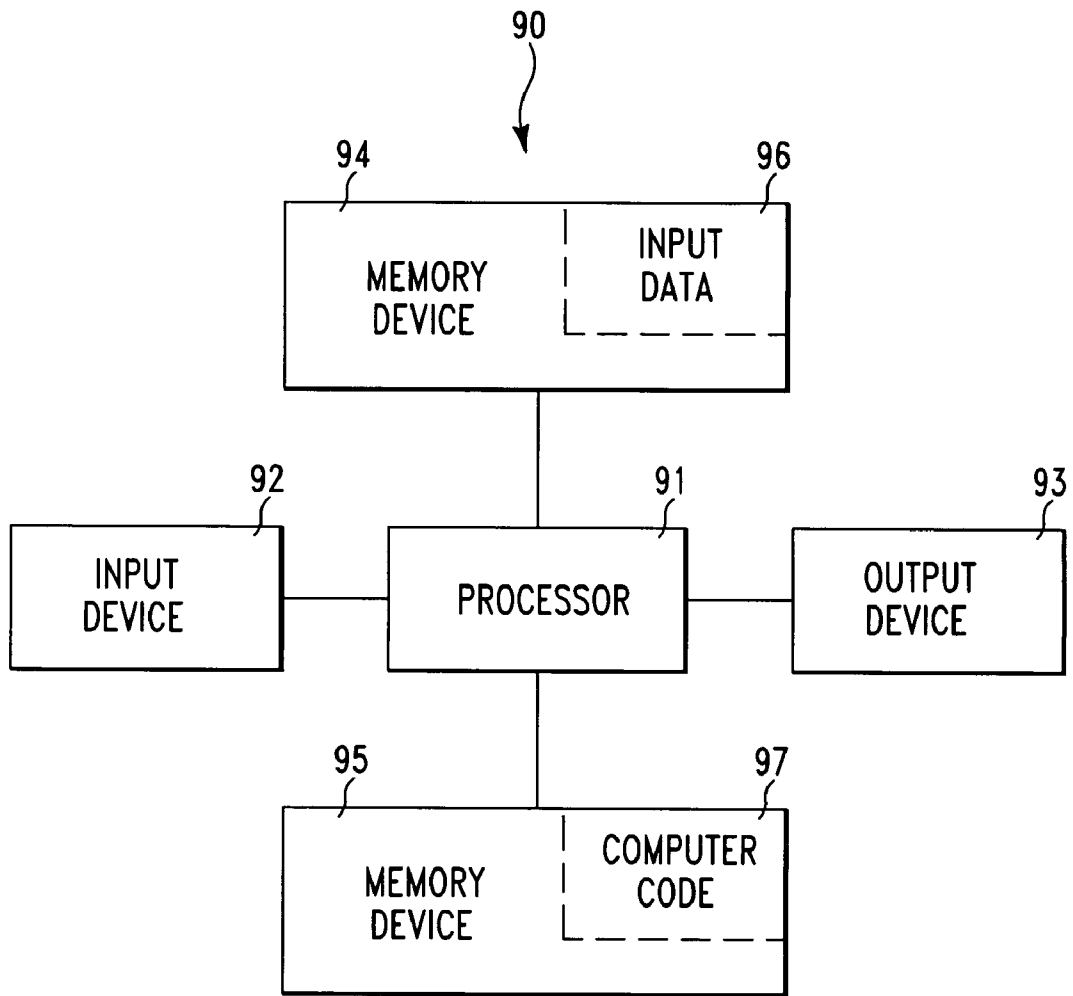 90
94
96
MEMORY
DEVICE
INPUT
DATA
92
91
93
INPUT
DEVICE
PROCESSOR
OUTPUT
DEVICE
95
97
MEMORY
DEVICE
COMPUTER
CODE